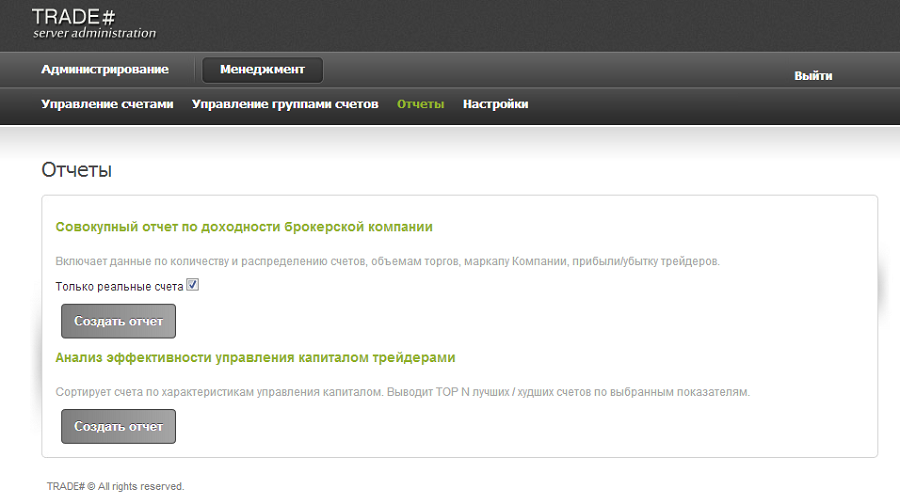 TRADE#
server administration
Администрирование Менеджмент Выйти
Управление счетами Управление группами счетов Отчеты Настройки
Отчеты
Совокупный отчет по доходности брокерской компании
Включает данные по количеству и распределению счетов, объемам торгов, маркапу Компании, прибыли/убытку трейдеров.
Только реальные счета
Создать отчет
Анализ эффективности управления капиталом трейдерами
Сортирует счета по характеристикам управления капиталом. Выводит TOP N лучших / худших счетов по выбранным показателям.
Создать отчет
TRADE# © All rights reserved.